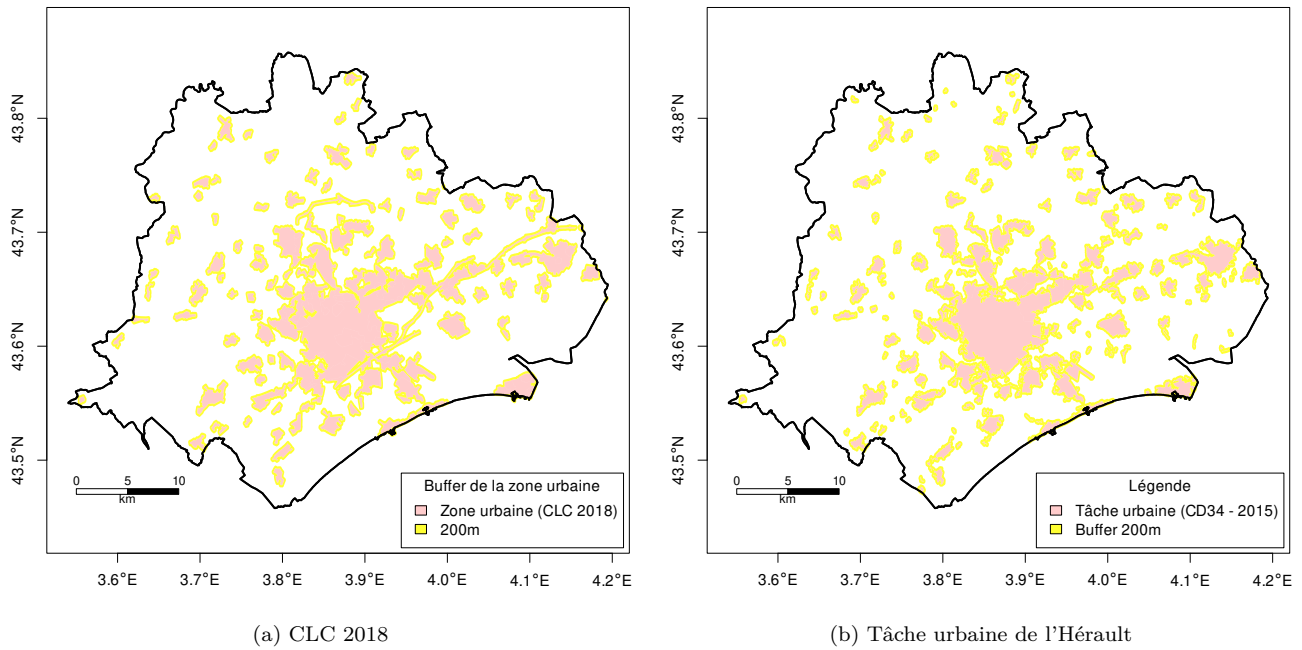 43.8°N
43.7°N
43.6°N
43.5°N
0 5 10
km
Buffer de la zone urbaine
Zone urbaine (CLC 2018)
200m
3.6°E 3.7°E 3.8°E 3.9°E 4.0°E 4.1°E 4.2°E
(a) CLC 2018
43.8°N
43.7°N
43.6°N
43.5°N
0 5 10
km
Légende
Tâche urbaine (CD34 - 2015)
Buffer 200m
3.6°E 3.7°E 3.8°E 3.9°E 4.0°E 4.1°E 4.2°E
(b) Tâche urbaine de l'Hérault